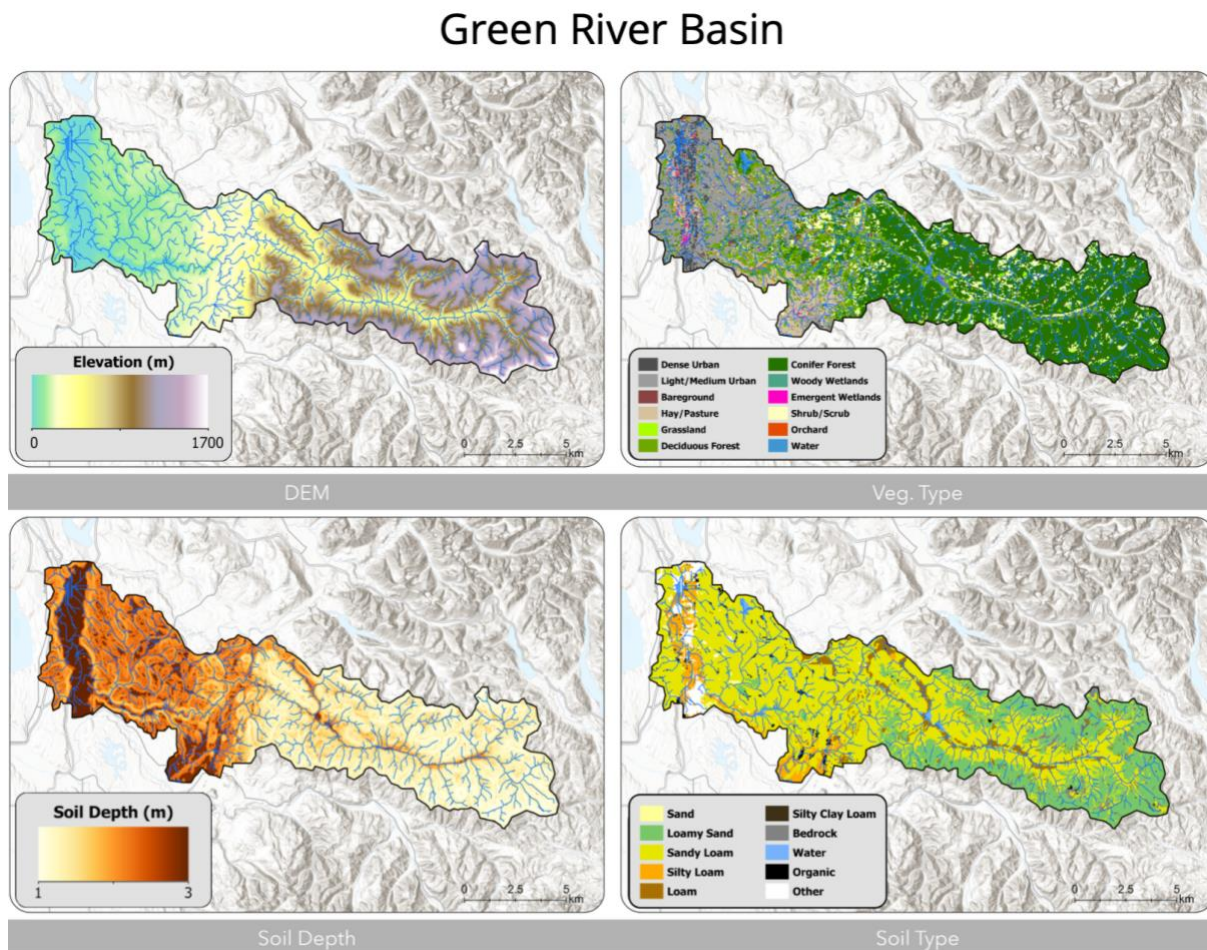 Green River Basin
Elevation (m)
0 1700
0 2.5 5
km
DEM
Dense Urban Conifer Forest
Light/Medium Urban Woody Wetlands
Bareground Emergent Wetlands
Hay/Pasture Shrub/Scrub
Grassland Orchard
Deciduous Forest Water
0 2.5 5
km
Veg. Type
Soil Depth (m)
1 3
0 2.5 5
km
Soil Depth
Sand Silty Clay Loam
Loamy Sand Bedrock
Sandy Loam Water
Silty Loam Organic
Loam Other
0 2.5 5
km
Soil Type